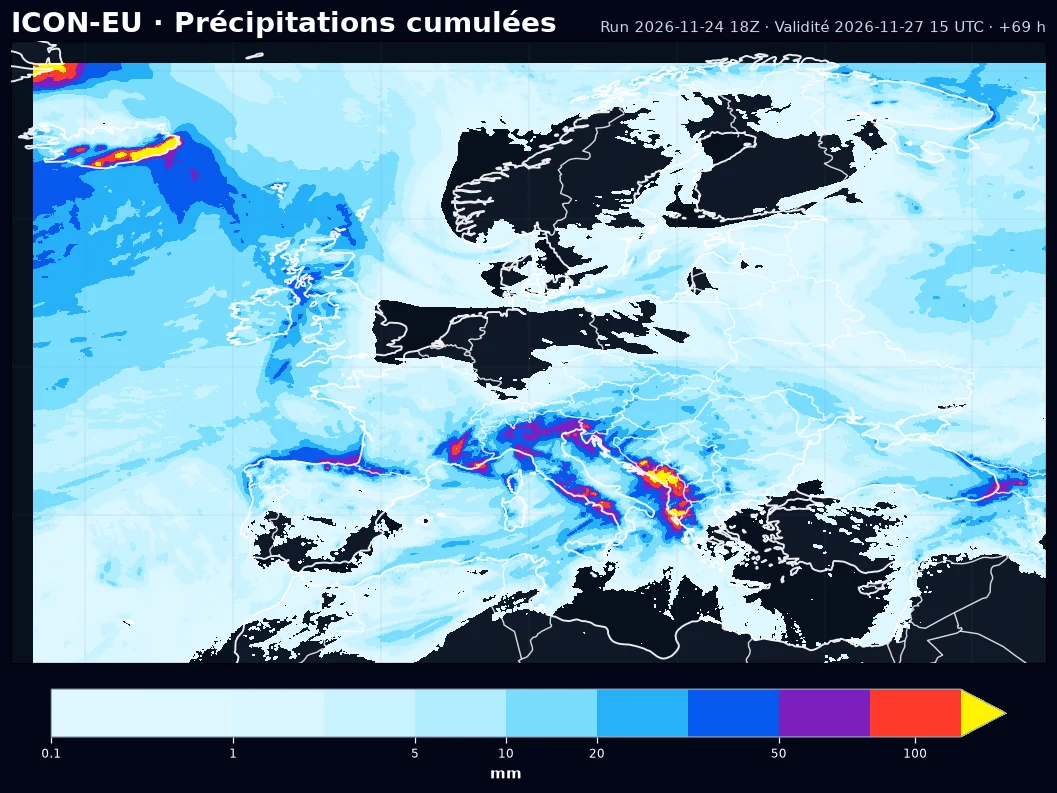 ICON-EU · Précipitations cumulées
Run 2026-11-24 18Z · Validité 2026-11-27 15 UTC · +69 h
0.1 1 5 10 20 50 100
mm